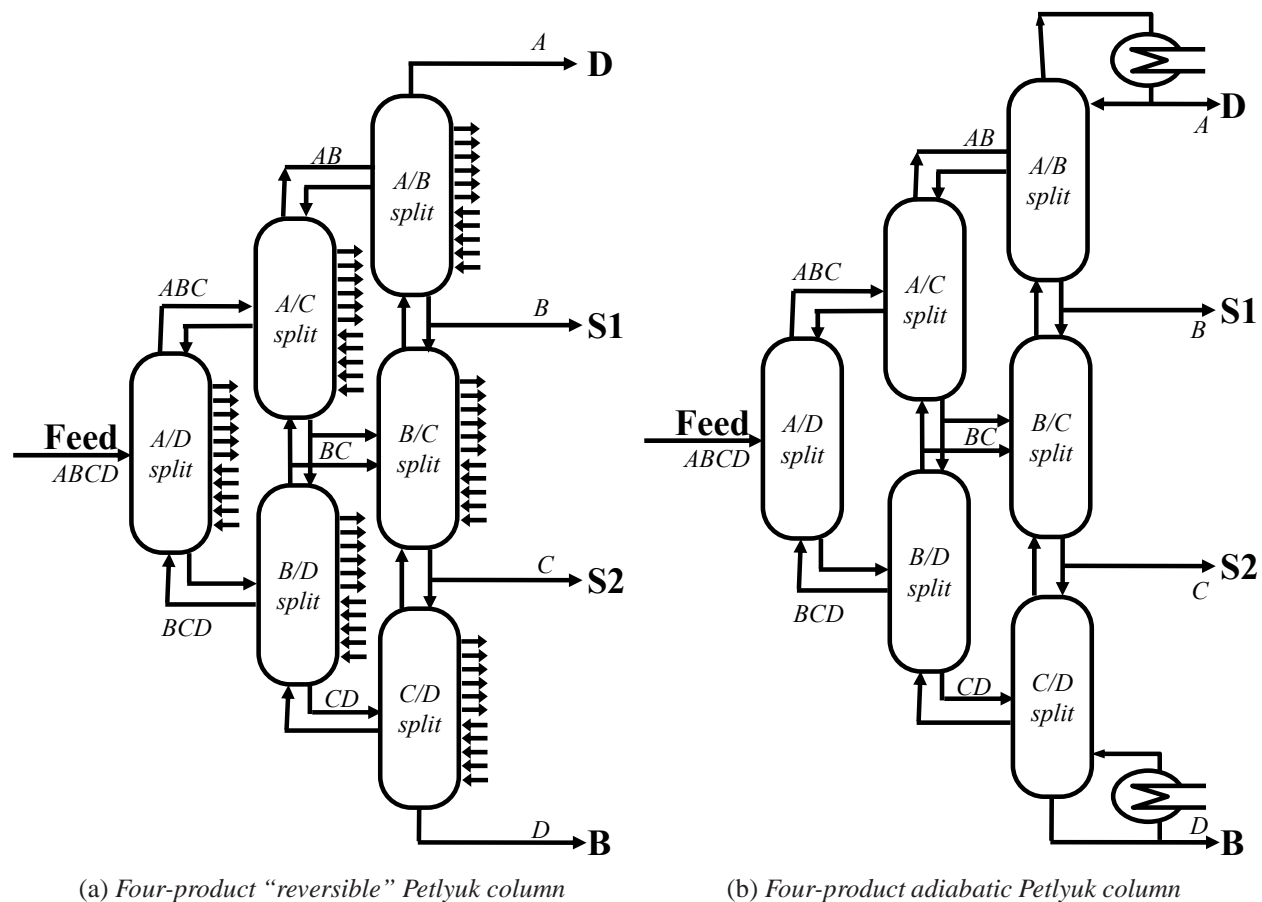 A
D
AB
A/B
split
ABC
A/C
split
B
S1
Feed
ABCD
A/D
split
BC
B/C
split
BCD
B/D
split
C
S2
CD
C/D
split
D
B
(a) Four-product “reversible” Petlyuk column
D
A
AB
A/B
split
ABC
A/C
split
S1
B
Feed
ABCD
A/D
split
BC
B/C
split
BCD
B/D
split
S2
C
CD
C/D
split
D
B
(b) Four-product adiabatic Petlyuk column